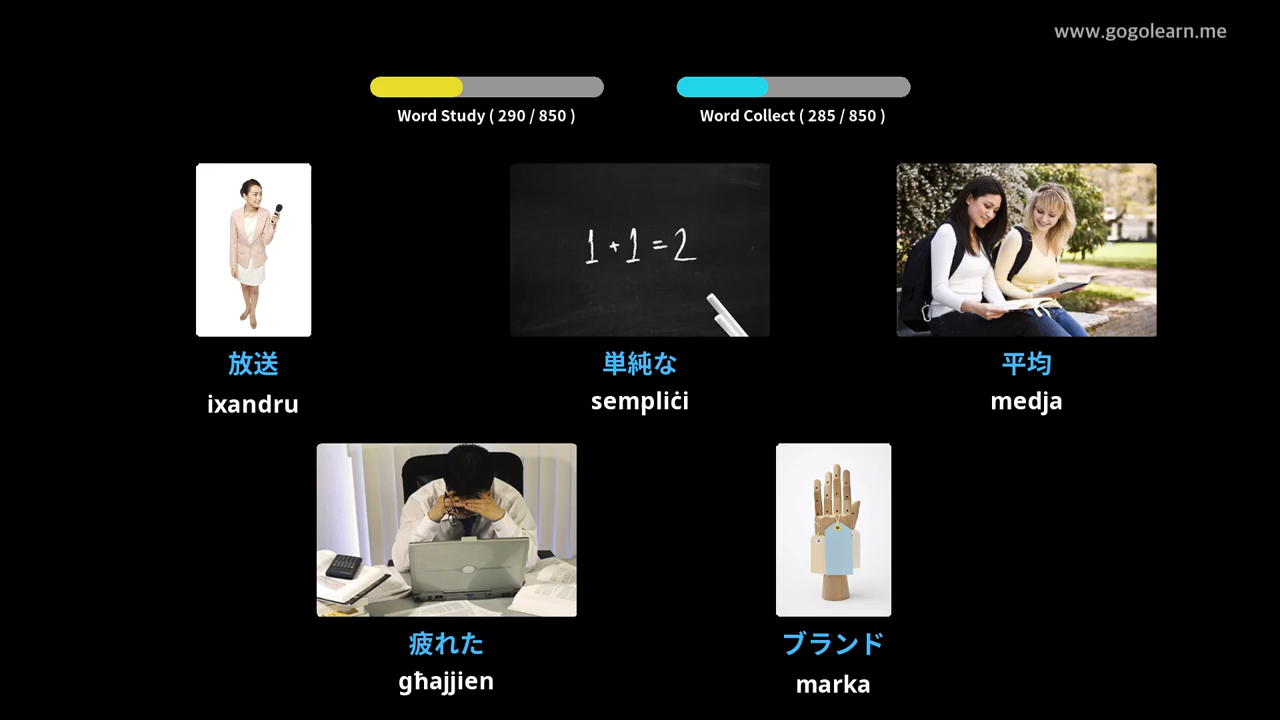 www.gogolearn.me
Word Study ( 290 / 850 )
Word Collect ( 285 / 850 )
1 + 1 = 2
放送
単純な
平均
ixandru
sempliċi
medja
疲れた
ブランド
għajjien
marka